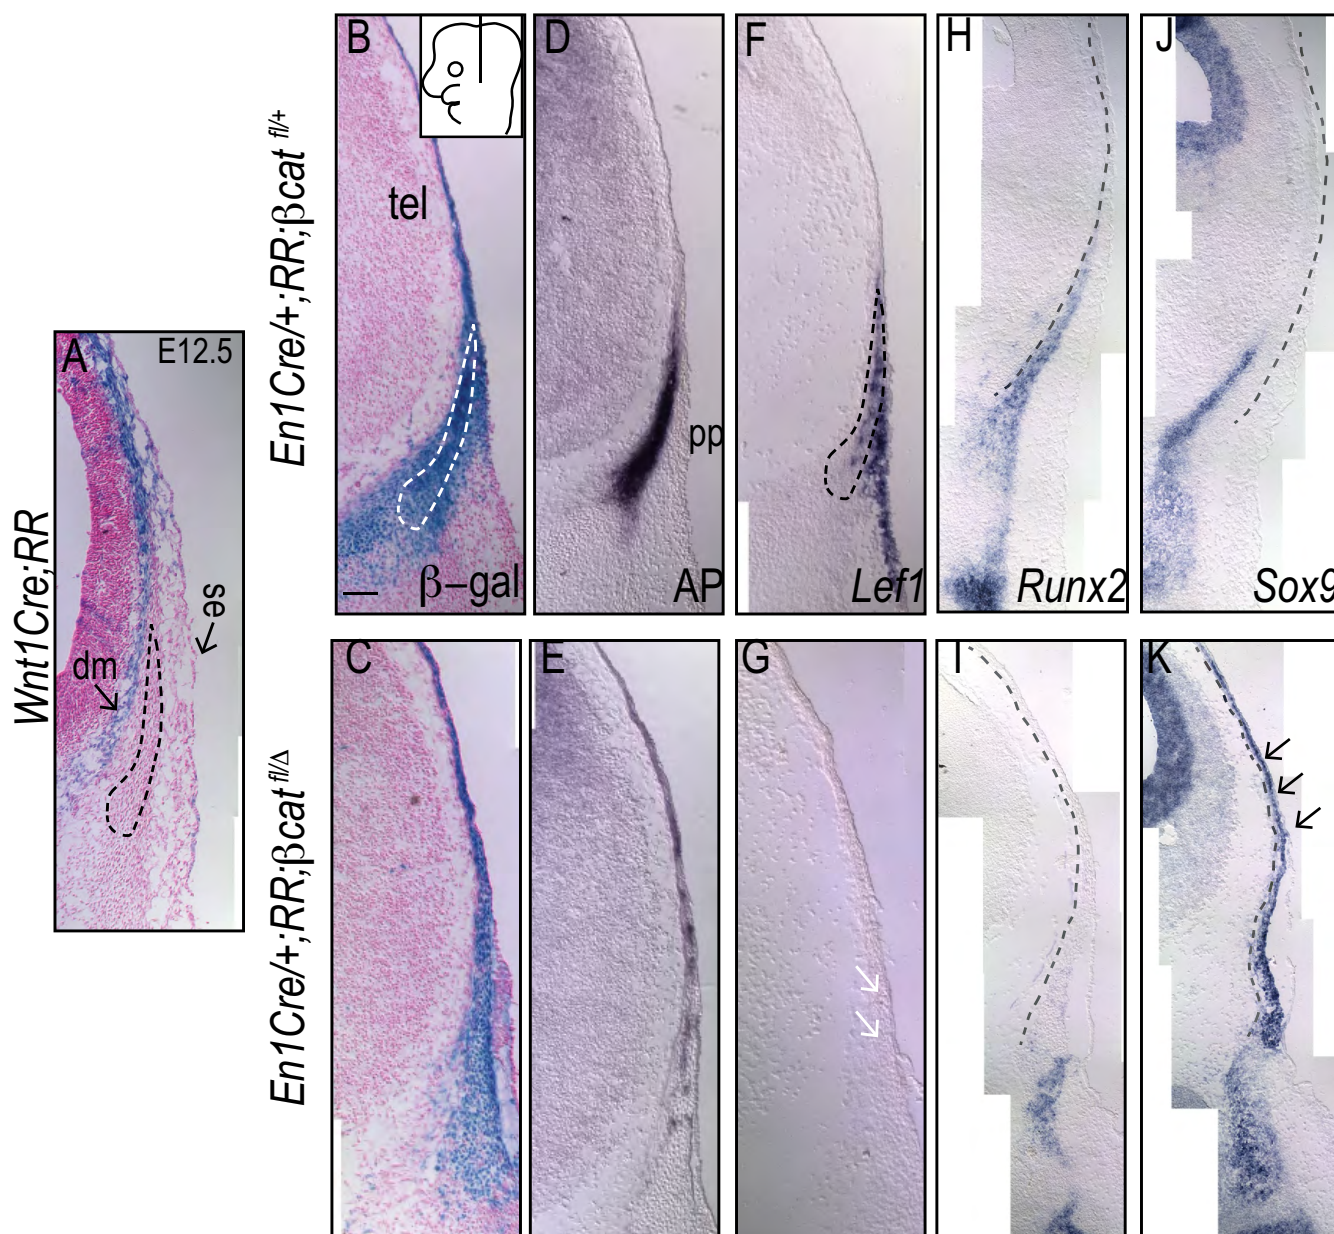 Wnt1Cre;RR
A
E12.5
se
dm
En1Cre/+;RR;βcat fl/+
B
tel
β–gal
D
pp
AP
F
Lef1
H
Runx2
J
Sox9
En1Cre/+;RR;βcat fl/Δ
C
E
G
I
K